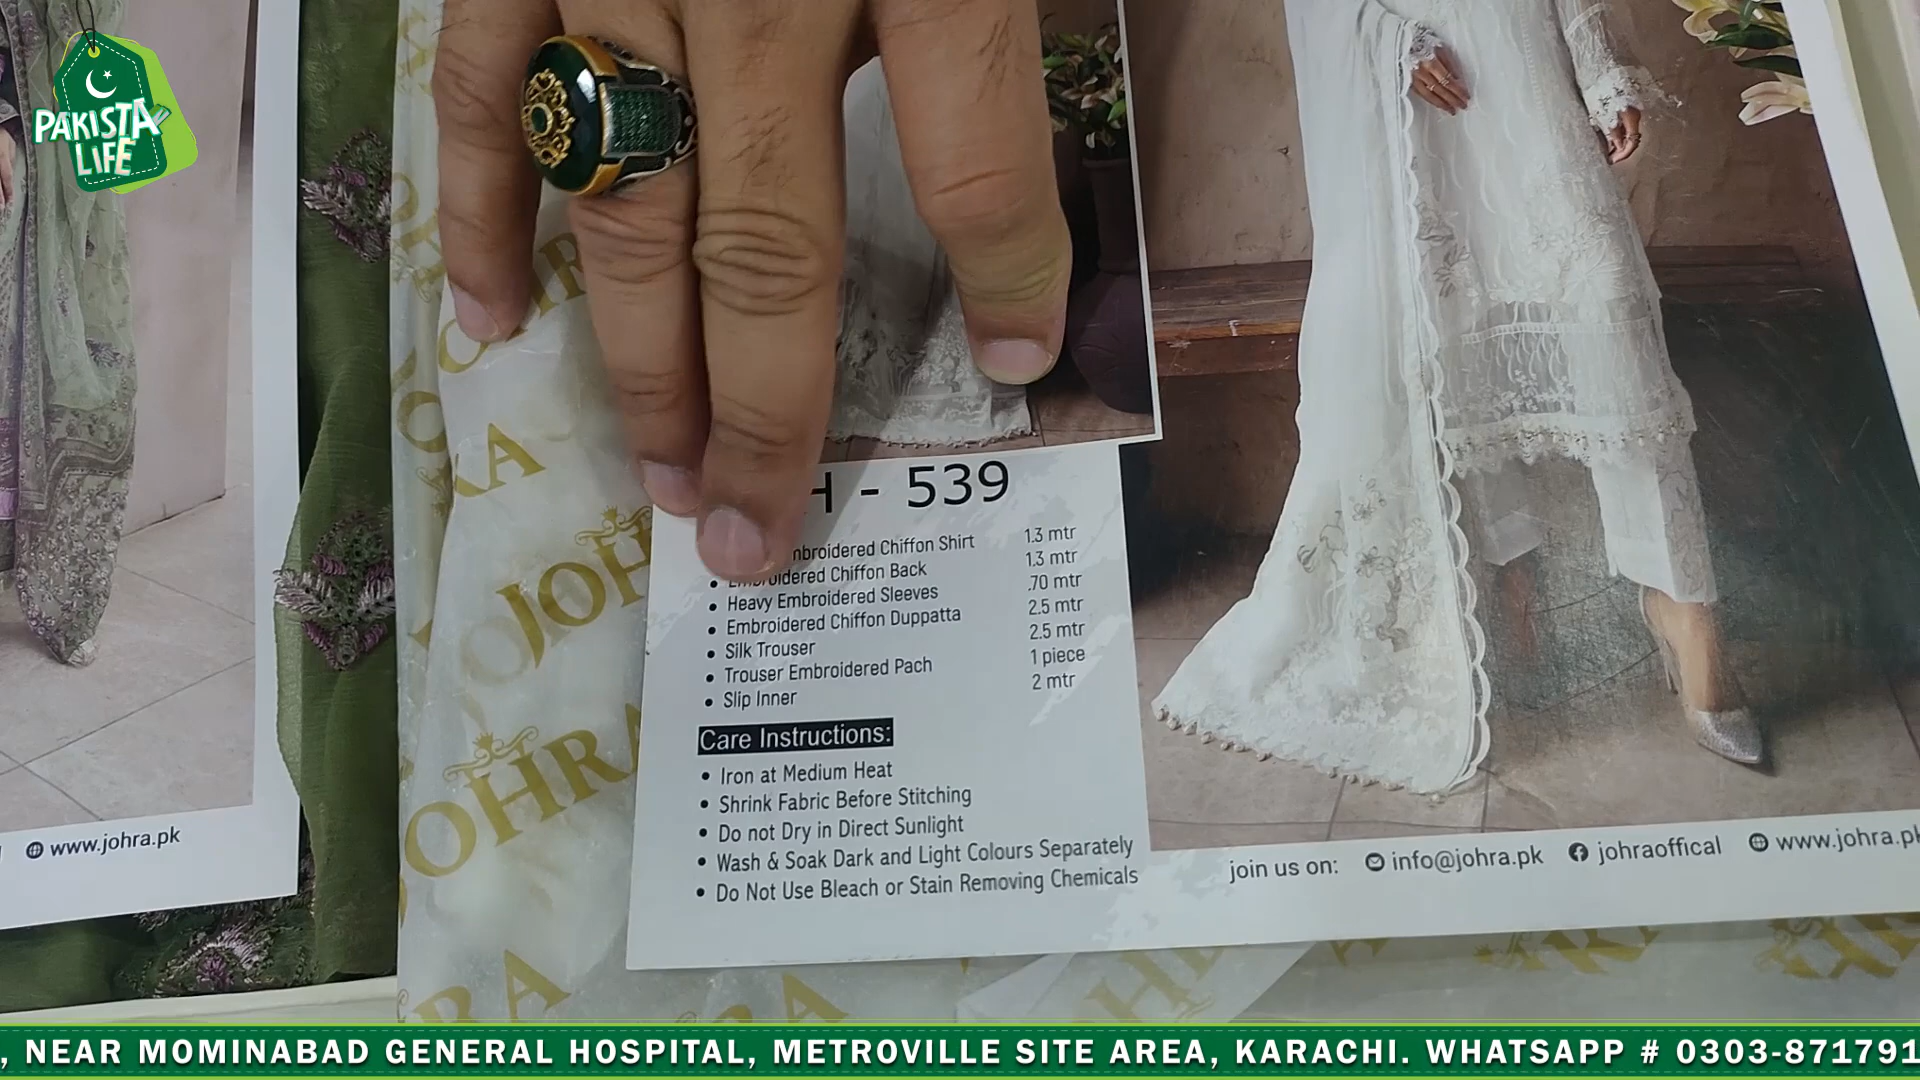 PAKISTAN
LIFE
H - 539
Embroidered Chiffon Shirt 1.3 mtr
Embroidered Chiffon Back 1.3 mtr
Heavy Embroidered Sleeves .70 mtr
Embroidered Chiffon Duppatta 2.5 mtr
Silk Trouser 2.5 mtr
Trouser Embroidered Pach 1 piece
Slip Inner 2 mtr
Care Instructions:
• Iron at Medium Heat
• Shrink Fabric Before Stitching
• Do not Dry in Direct Sunlight
• Wash & Soak Dark and Light Colours Separately
• Do Not Use Bleach or Stain Removing Chemicals
www.johra.pk
join us on: info@johra.pk johraoffical www.johra.pk
JOHRA
JOHRA
, NEAR MOMINABAD GENERAL HOSPITAL, METROVILLE SITE AREA, KARACHI. WHATSAPP # 0303-871791